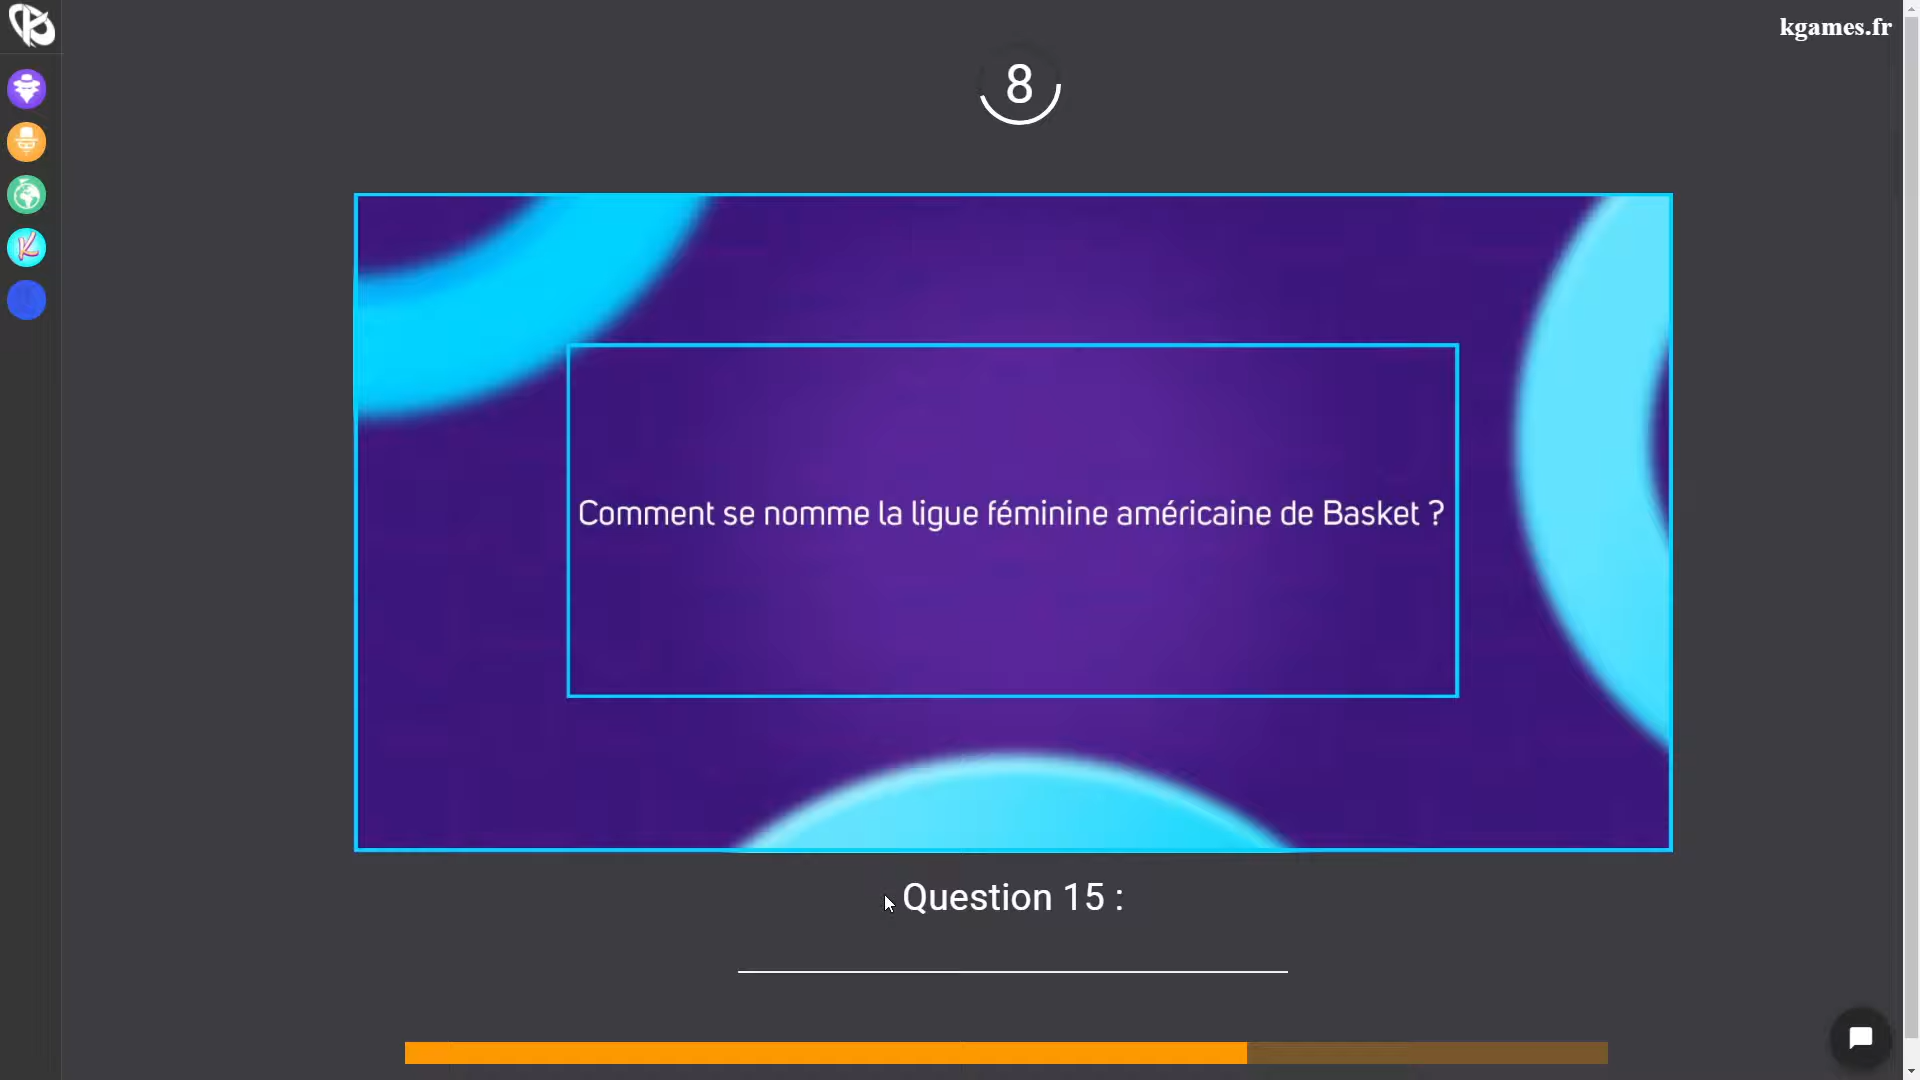 kgames.fr
8
Comment se nomme la ligue féminine américaine de Basket ?
Question 15 :